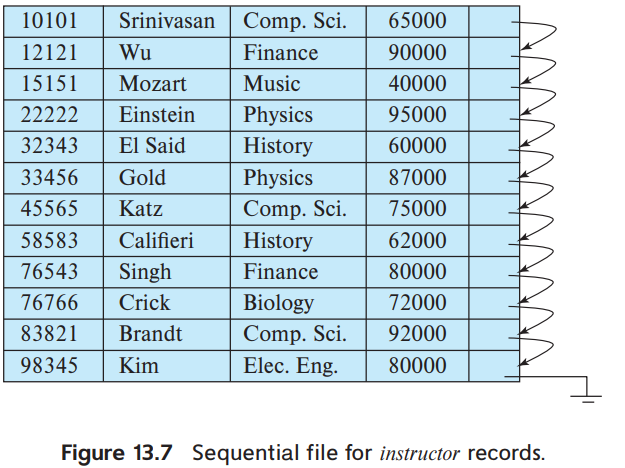 10101 Srinivasan Comp. Sci. 65000
12121 Wu Finance 90000
15151 Mozart Music 40000
22222 Einstein Physics 95000
32343 El Said History 60000
33456 Gold Physics 87000
45565 Katz Comp. Sci. 75000
58583 Califieri History 62000
76543 Singh Finance 80000
76766 Crick Biology 72000
83821 Brandt Comp. Sci. 92000
98345 Kim Elec. Eng. 80000
Figure 13.7 Sequential file for instructor records.